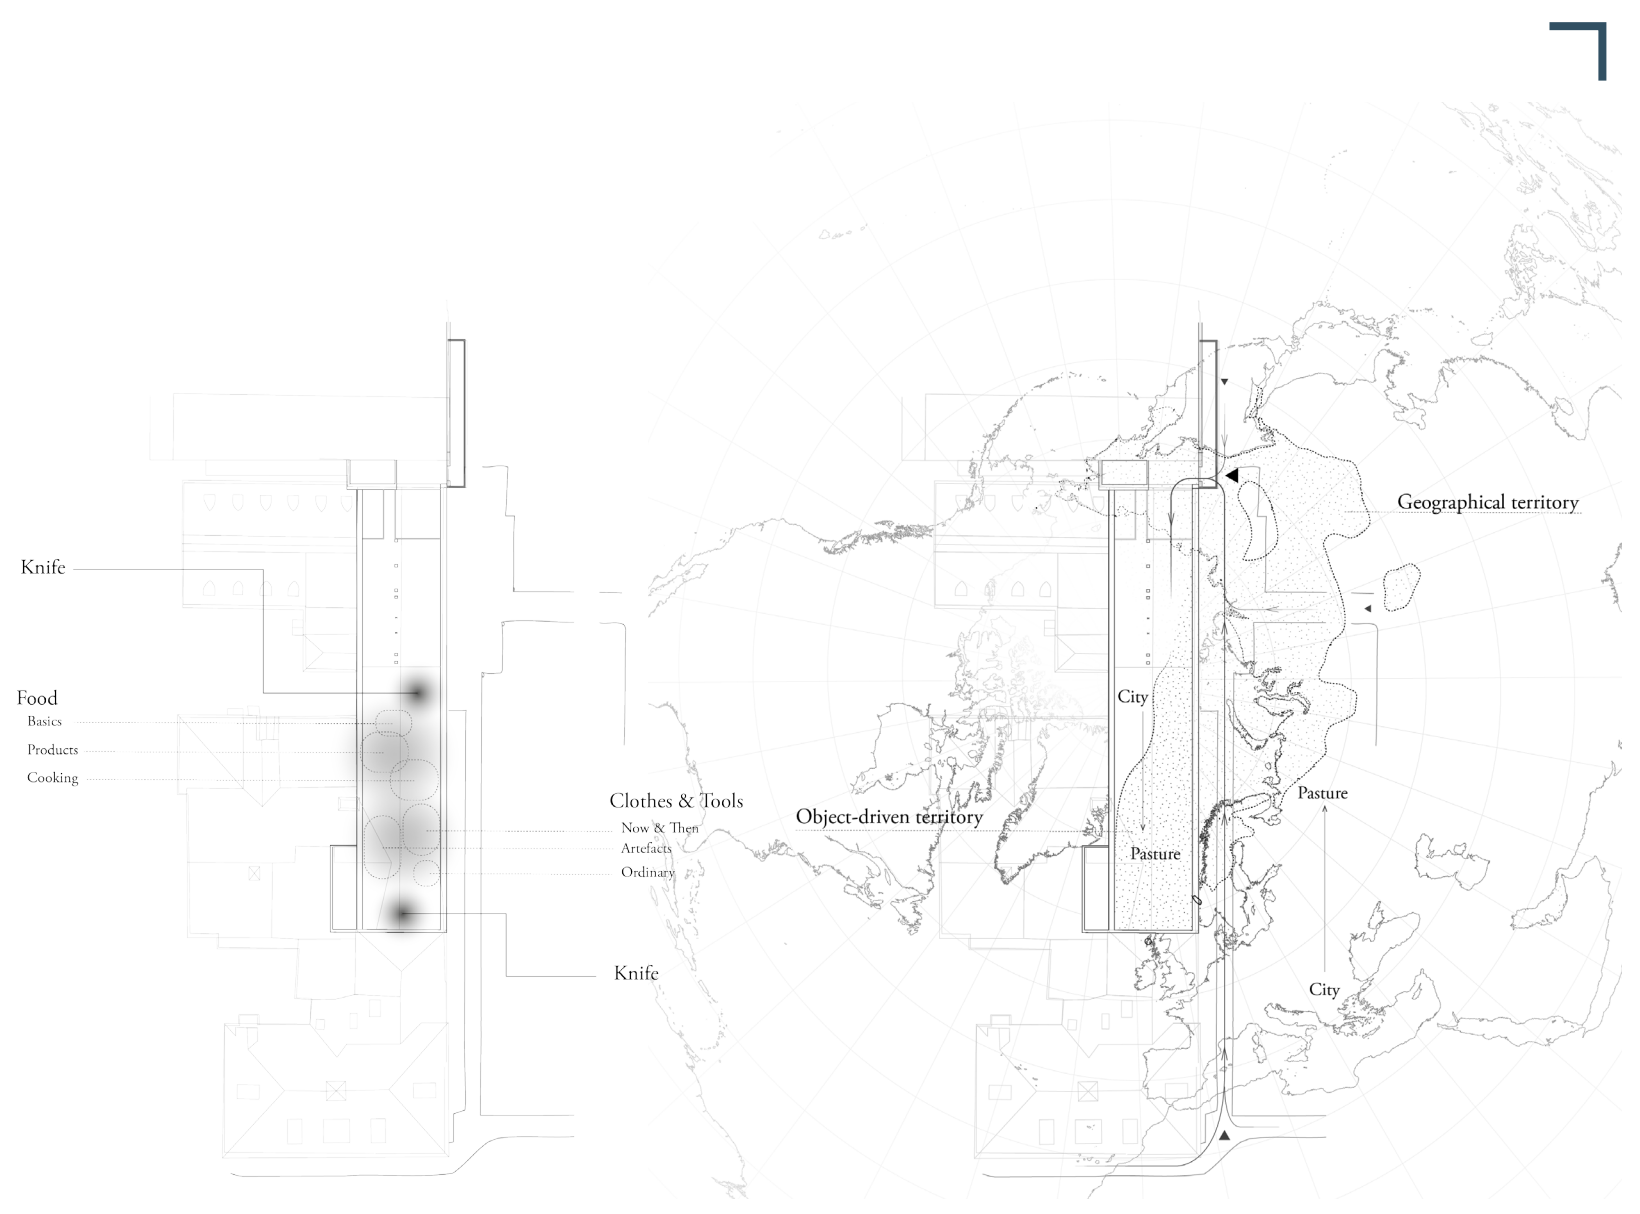 Knife
Food
Basics
Products
Cooking
Clothes & Tools
Now & Then
Artefacts
Ordinary
Knife
Geographical territory
City
Object-driven territory
Pasture
Pasture
City